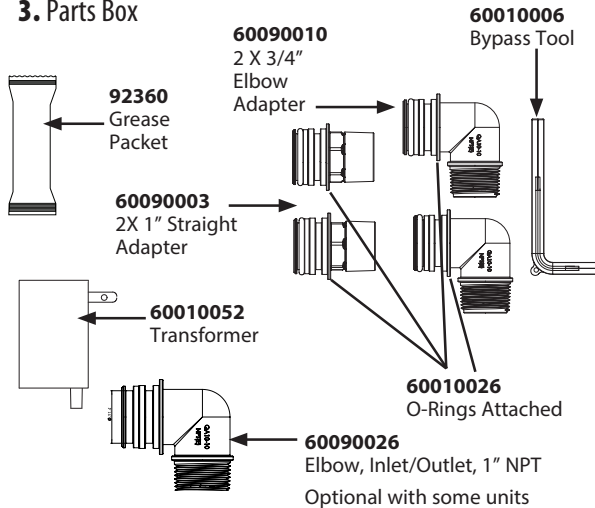 3. Parts Box
60090010
2 X 3/4”
Elbow
Adapter
60010006
Bypass Tool
92360
Grease
Packet
60090003
2X 1” Straight
Adapter
60010052
Transformer
60010026
O-Rings Attached
60090026
Elbow, Inlet/Outlet, 1” NPT
Optional with some units